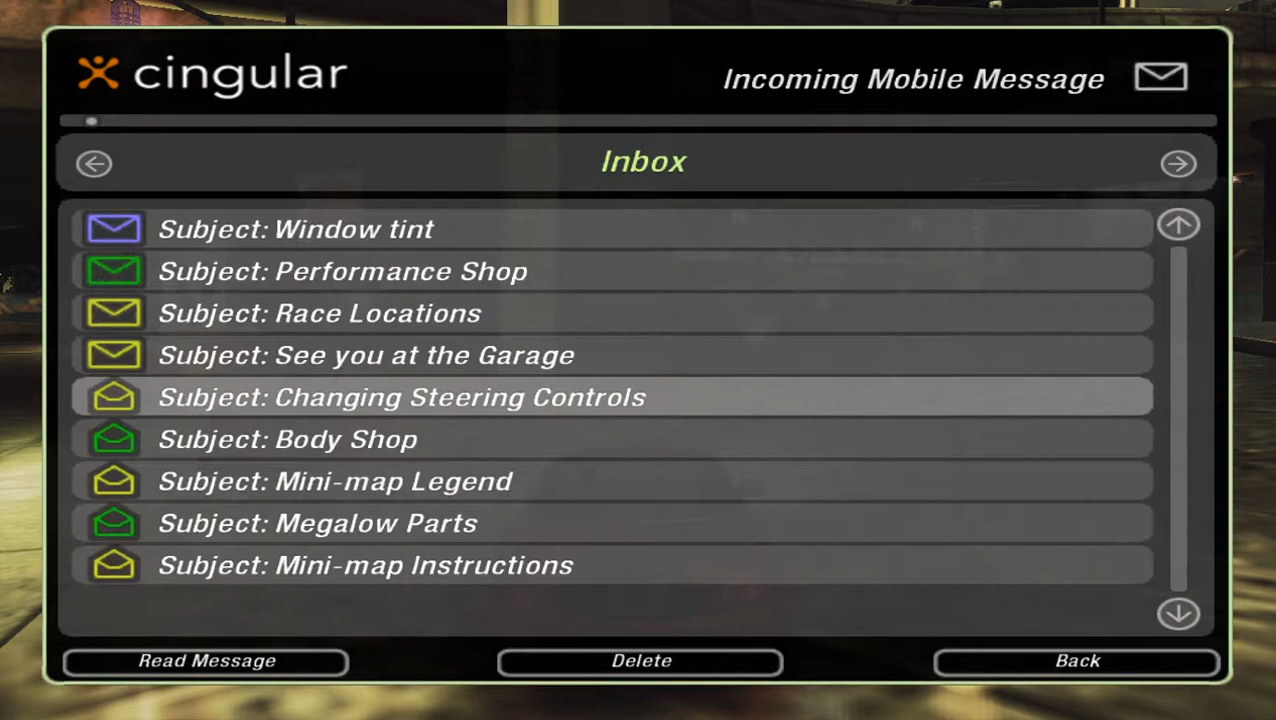 cingular
Incoming Mobile Message
Inbox
Subject: Window tint
Subject: Performance Shop
Subject: Race Locations
Subject: See you at the Garage
Subject: Changing Steering Controls
Subject: Body Shop
Subject: Mini-map Legend
Subject: Megalow Parts
Subject: Mini-map Instructions
Read Message
Delete
Back